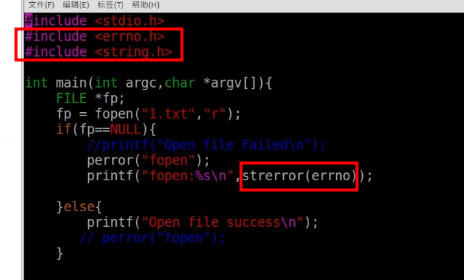 文件(F) 编辑(E) 标签(T) 帮助(H)
#include <stdio.h>
#include <errno.h>
#include <string.h>
int main(int argc,char *argv[]){
FILE *fp;
fp = fopen("1.txt","r");
if(fp==NULL){
//printf("Open file Failed\n");
perror("fopen");
printf("fopen:%s\n",strerror(errno));
}else{
printf("Open file success\n");
// perror("fopen");
}